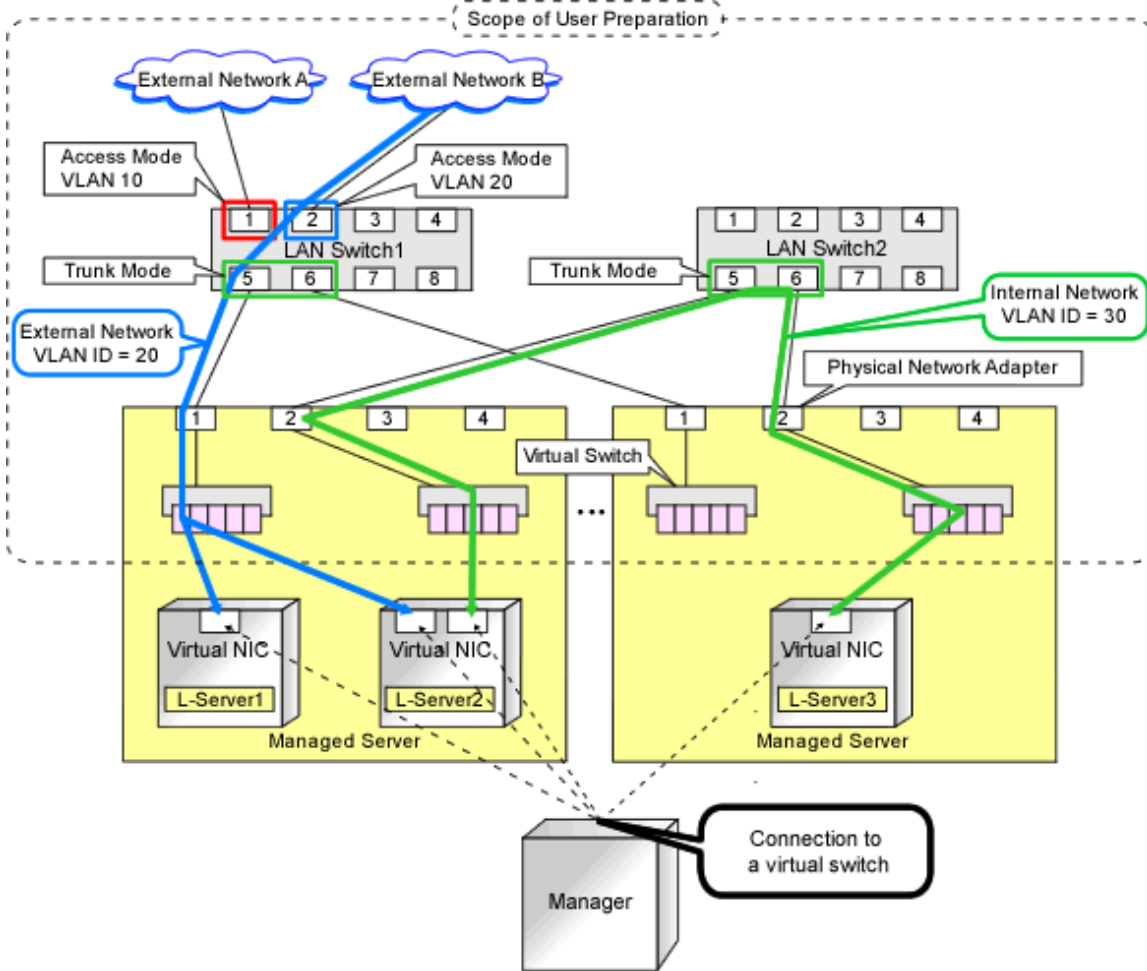 Scope of User Preparation
External Network A
External Network B
Access Mode
VLAN 10
Access Mode
VLAN 20
1 2 3 4
LAN Switch1
5 6 7 8
1 2 3 4
LAN Switch2
5 6 7 8
Trunk Mode
Trunk Mode
External Network
VLAN ID = 20
Internal Network
VLAN ID = 30
Physical Network Adapter
1 2 3 4
1 2 3 4
Virtual Switch
...
Virtual NIC
L-Server1
Virtual NIC
L-Server2
Virtual NIC
L-Server3
Managed Server
Managed Server
Connection to
a virtual switch
Manager